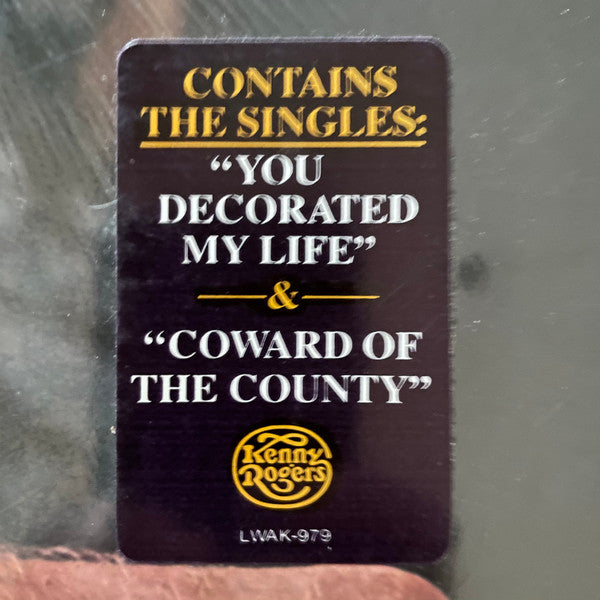 CONTAINS
THE SINGLES:
“YOU
DECORATED
MY LIFE”
&
“COWARD OF
THE COUNTY”
Kenny
Rogers
LWAK-979